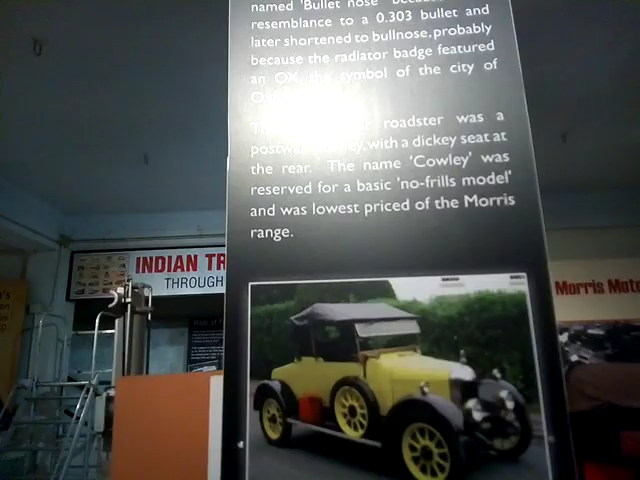 named 'Bullet nose'
resemblance to a 0.303 bullet and
later shortened to bullnose, probably
because the radiator badge featured
an OX, the symbol of the city of
roadster was a
with a dickey seat at
the rear. The name 'Cowley' was
reserved for a basic 'no-frills model'
and was lowest priced of the Morris
range.
INDIAN TR
THROUGH
Morris Moto